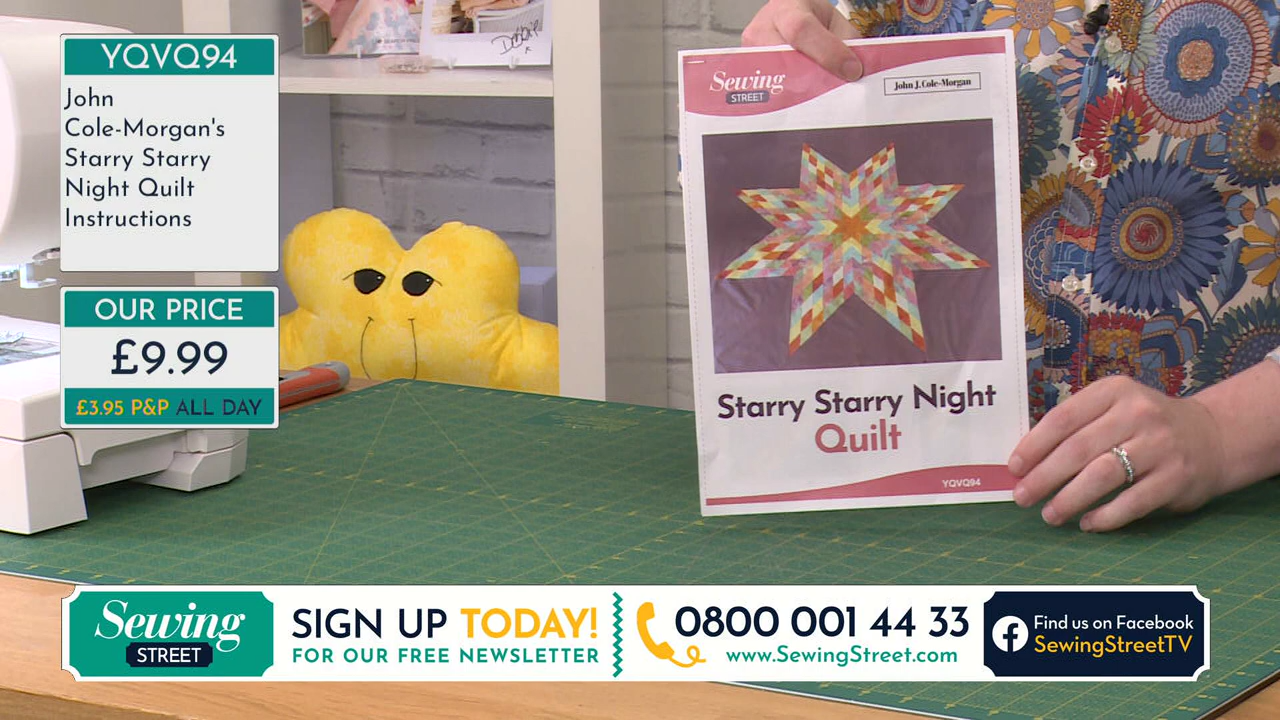 YQVQ94
John
Cole-Morgan's
Starry Starry
Night Quilt
Instructions
OUR PRICE
£9.99
£3.95 P&P ALL DAY
Debbie x
Sewing
STREET
John J. Cole-Morgan
Starry Starry Night
Quilt
YQVQ94
Sewing
STREET
SIGN UP TODAY!
FOR OUR FREE NEWSLETTER
0800 001 44 33
www.SewingStreet.com
Find us on Facebook
SewingStreetTV